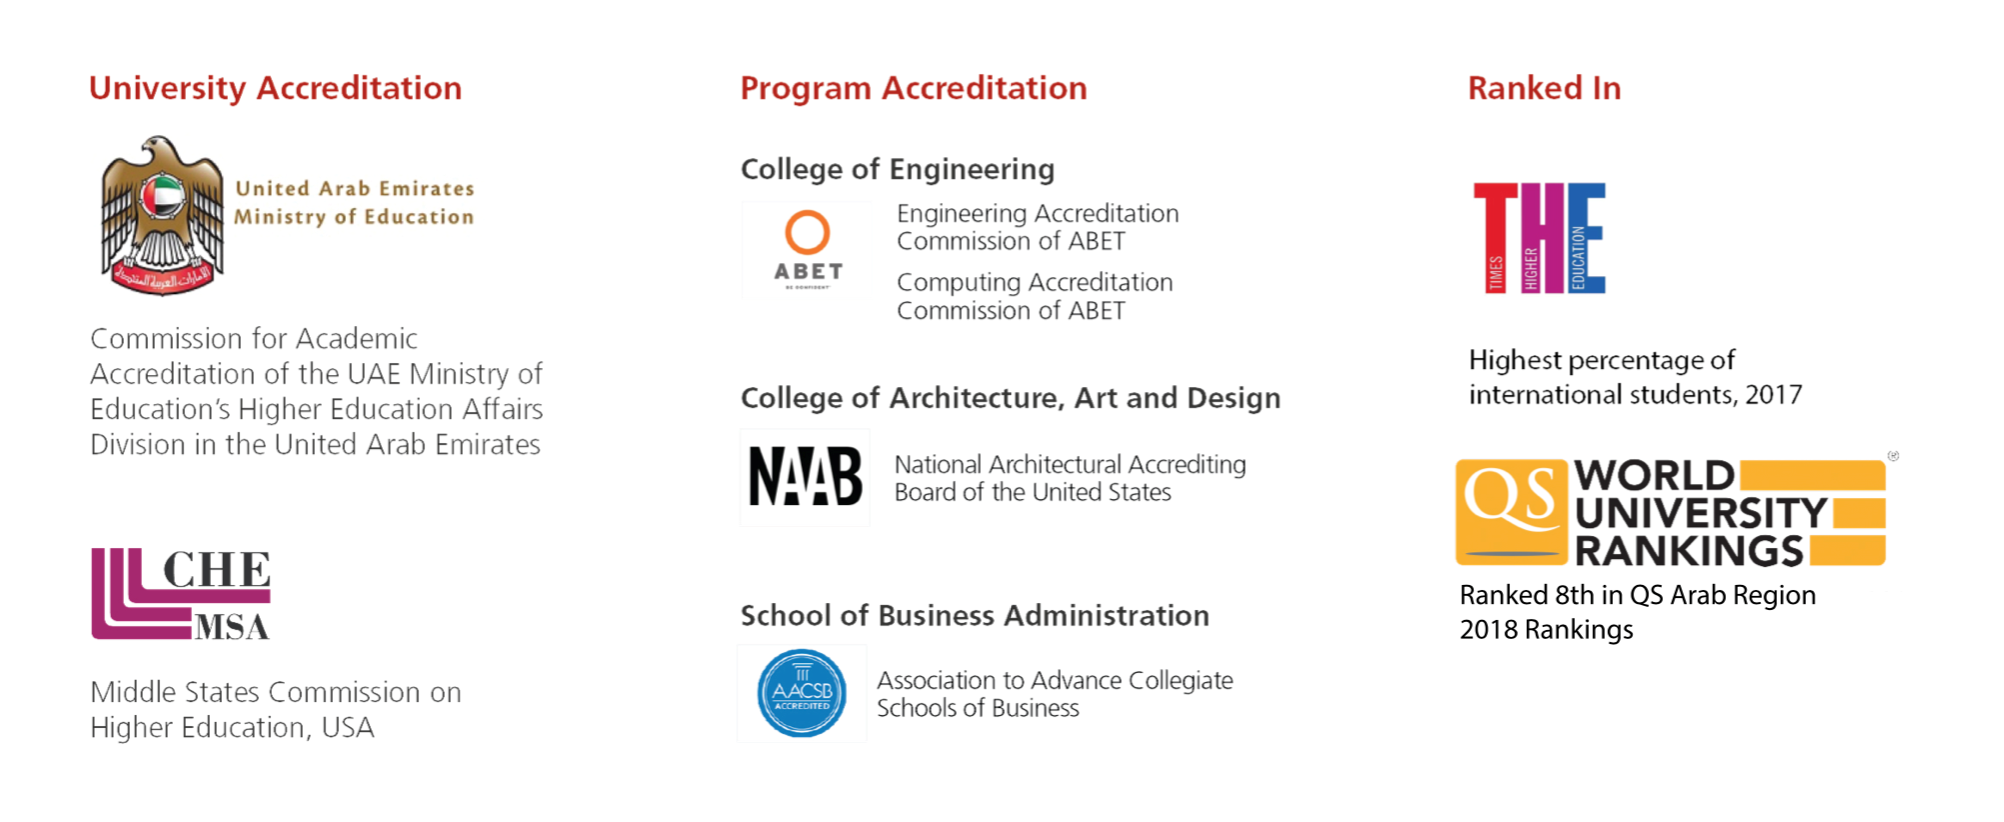 University Accreditation
United Arab Emirates
Ministry of Education
الإمارات العربية المتحدة
Commission for Academic
Accreditation of the UAE Ministry of
Education’s Higher Education Affairs
Division in the United Arab Emirates
CHE
MSA
Middle States Commission on
Higher Education, USA
Program Accreditation
College of Engineering
ABET
BE CONFIDENT
Engineering Accreditation
Commission of ABET
Computing Accreditation
Commission of ABET
College of Architecture, Art and Design
NAAB
National Architectural Accrediting
Board of the United States
School of Business Administration
AACSB
ACCREDITED
Association to Advance Collegiate
Schools of Business
Ranked In
THE
TIMES
HIGHER
EDUCATION
Highest percentage of
international students, 2017
QS
WORLD
UNIVERSITY
RANKINGS
®
Ranked 8th in QS Arab Region
2018 Rankings